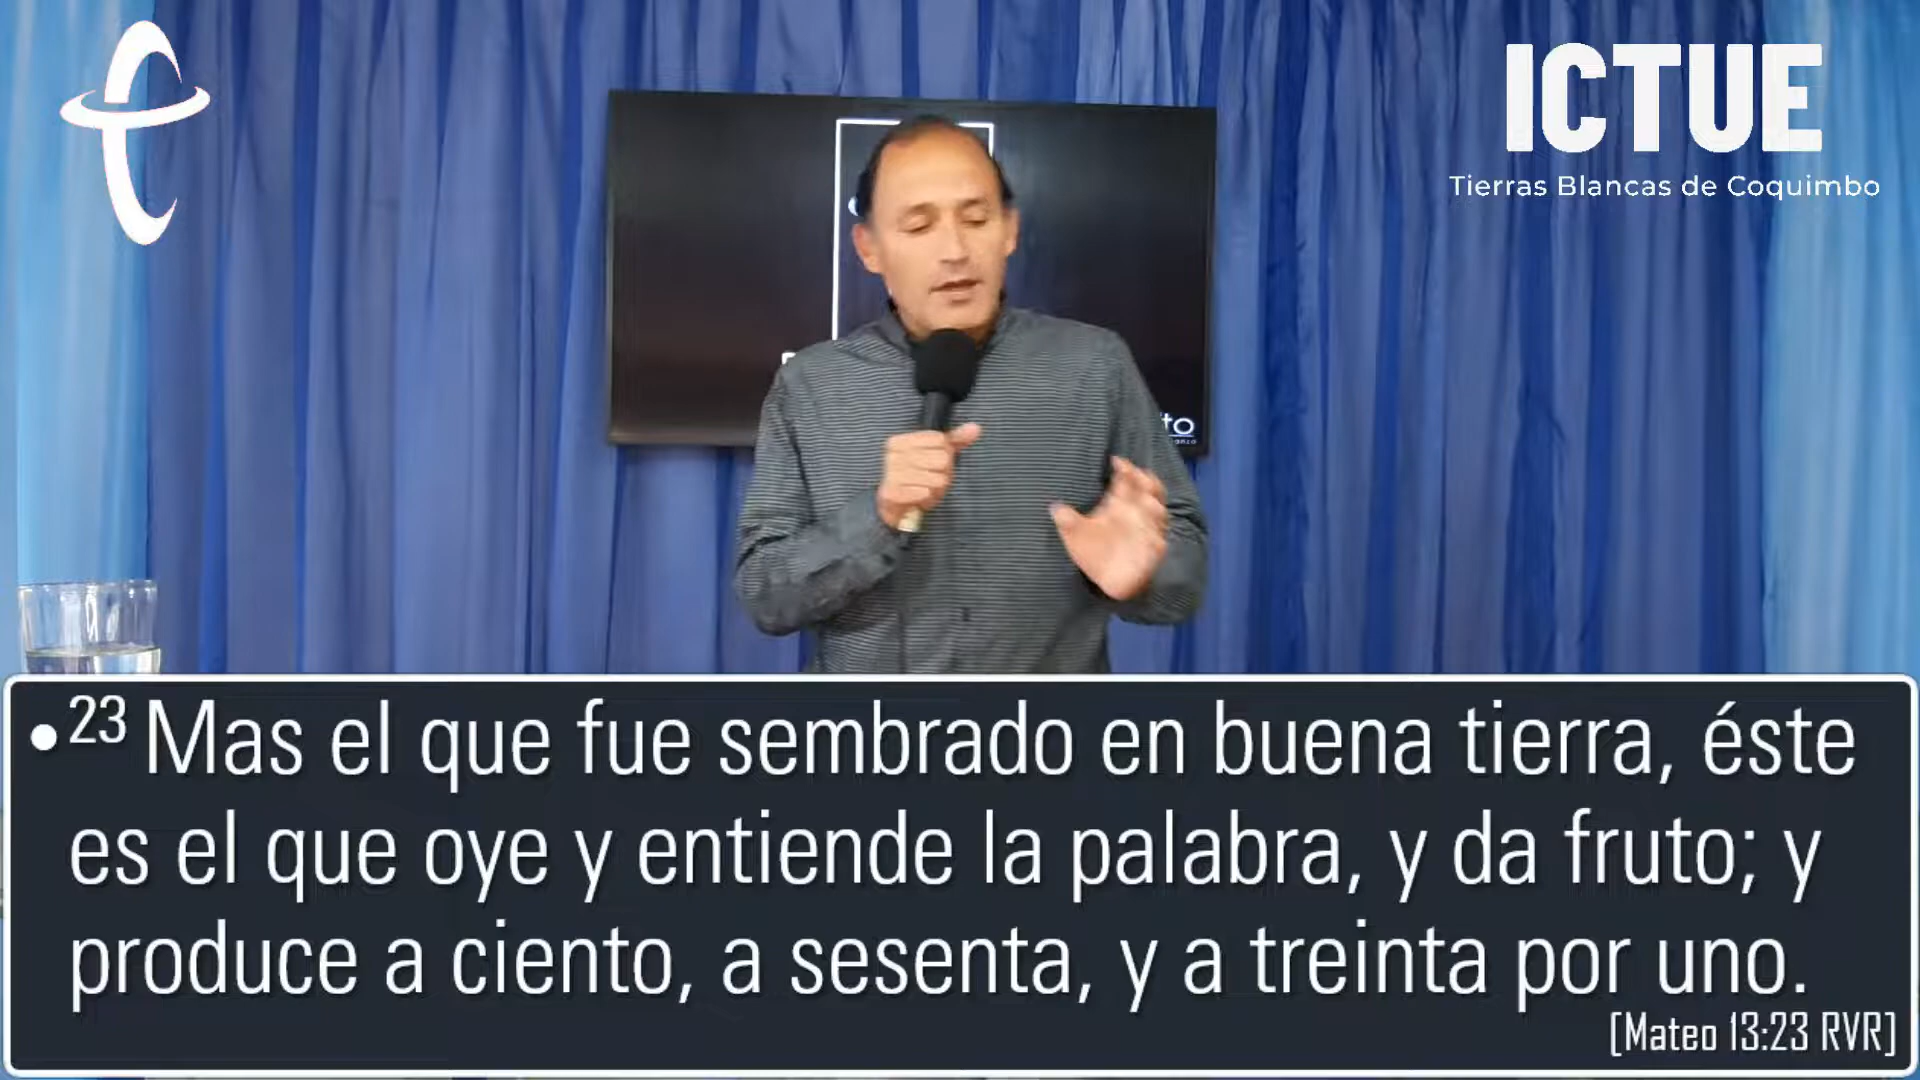 ICTUE
Tierras Blancas de Coquimbo
to
• 23 Mas el que fue sembrado en buena tierra, éste
es el que oye y entiende la palabra, y da fruto; y
produce a ciento, a sesenta, y a treinta por uno.
[Mateo 13:23 RVR]